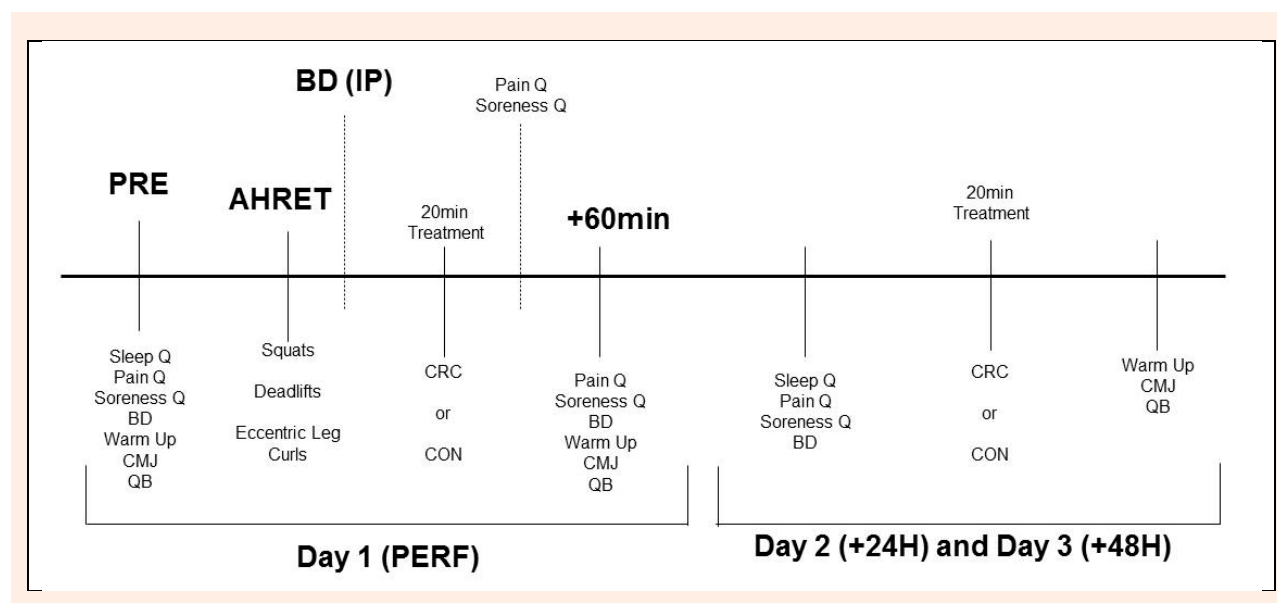 BD (IP)
Pain Q
Soreness Q
PRE
AHRET
20min
Treatment
+60min
20min
Treatment
Sleep Q
Pain Q
Soreness Q
BD
Warm Up
CMJ
QB
Squats
Deadlifts
Eccentric Leg
Curls
CRC
or
CON
Pain Q
Soreness Q
BD
Warm Up
CMJ
QB
Sleep Q
Pain Q
Soreness Q
BD
CRC
or
CON
Warm Up
CMJ
QB
Day 1 (PERF)
Day 2 (+24H) and Day 3 (+48H)